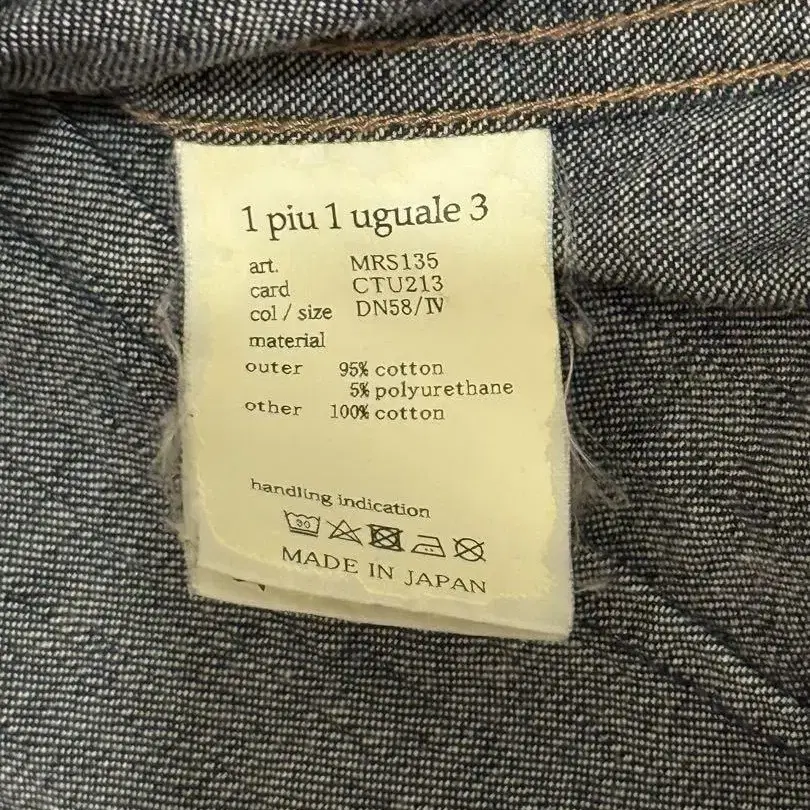 1 piu 1 uguale 3
art. MRS135
card CTU213
col / size DN58/Ⅳ
material
outer 95% cotton
5% polyurethane
other 100% cotton
handling indication
30
MADE IN JAPAN